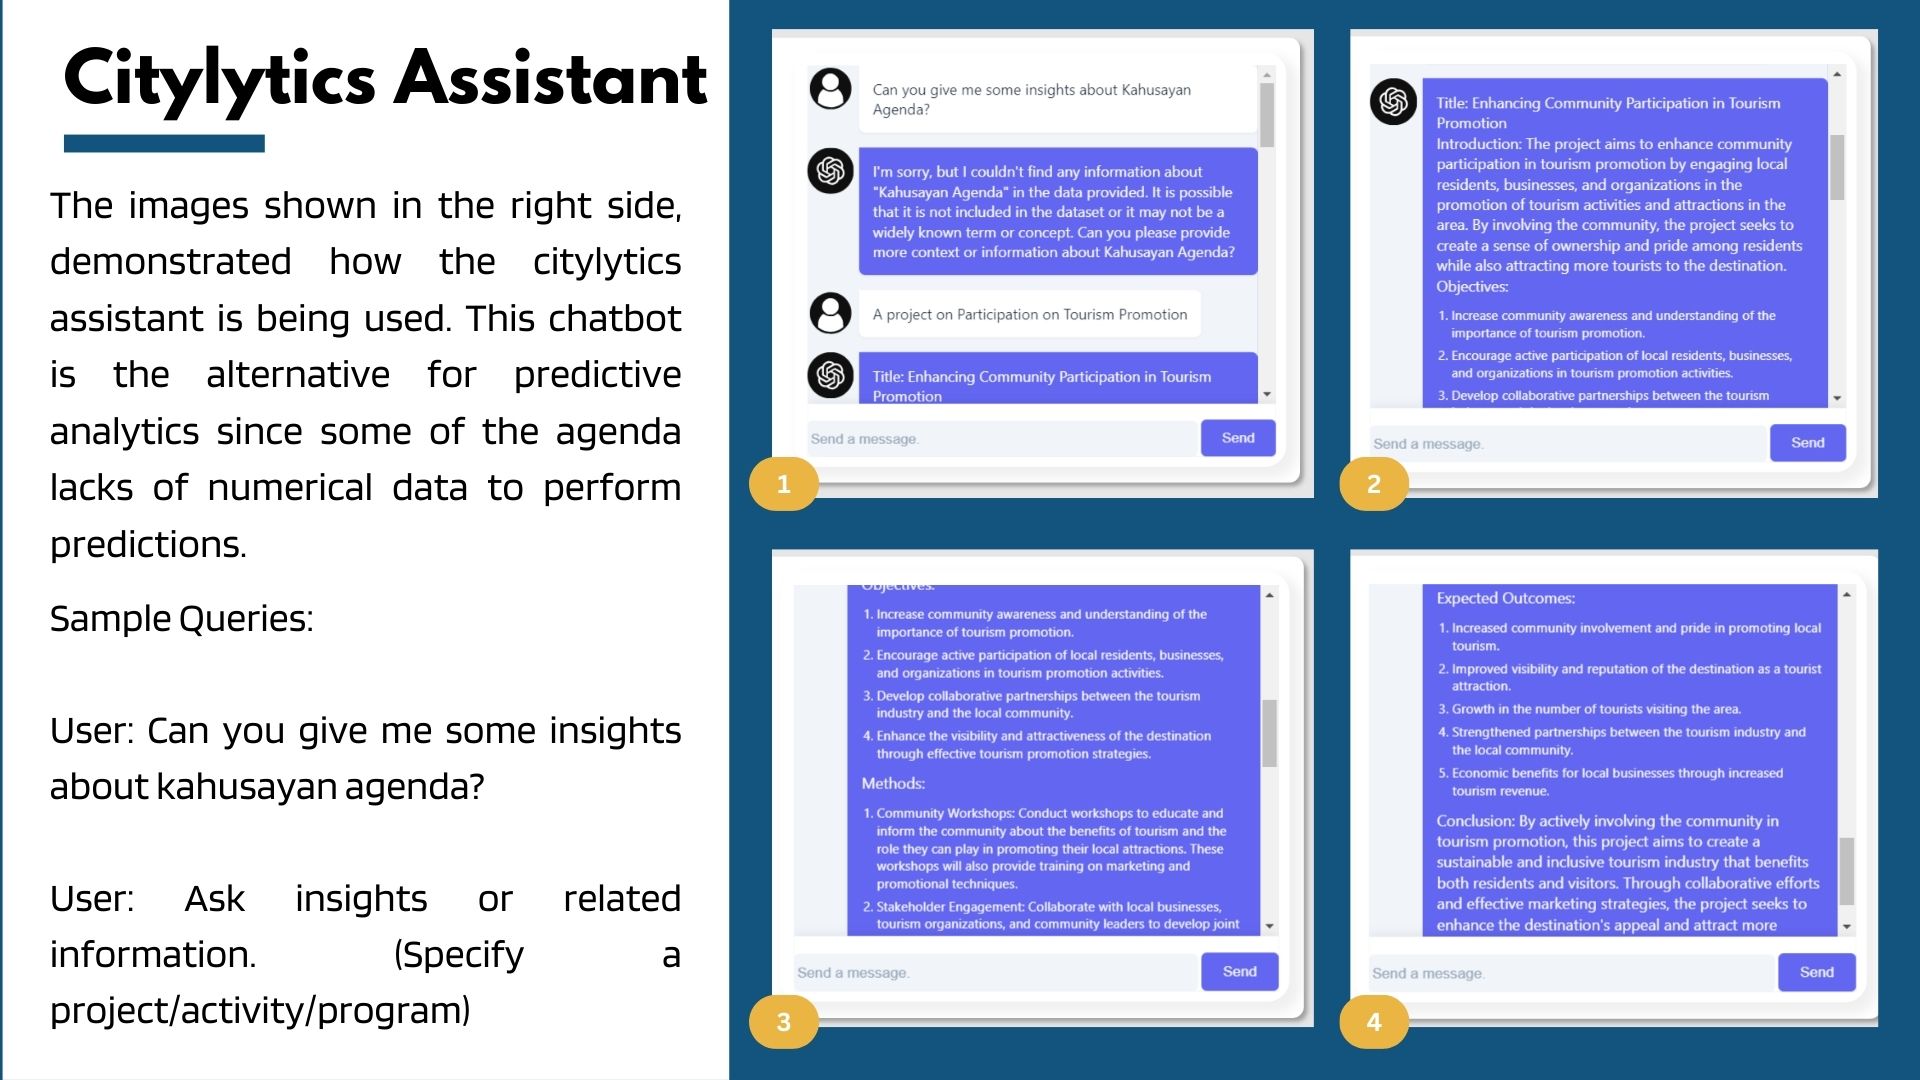 Citylytics Assistant
The images shown in the right side,
demonstrated how the citylytics
assistant is being used. This chatbot
is the alternative for predictive
analytics since some of the agenda
lacks of numerical data to perform
predictions.
Sample Queries:
User: Can you give me some insights
about kahusayan agenda?
User: Ask insights or related
information. (Specify a
project/activity/program)
Can you give me some insights about Kahusayan
Agenda?
I'm sorry, but I couldn't find any information about
"Kahusayan Agenda" in the data provided. It is possible
that it is not included in the dataset or it may not be a
widely known term or concept. Can you please provide
more context or information about Kahusayan Agenda?
A project on Participation on Tourism Promotion
Title: Enhancing Community Participation in Tourism
Promotion
Send a message.
Send
1
Title: Enhancing Community Participation in Tourism
Promotion
Introduction: The project aims to enhance community
participation in tourism promotion by engaging local
residents, businesses, and organizations in the
promotion of tourism activities and attractions in the
area. By involving the community, the project seeks to
create a sense of ownership and pride among residents
while also attracting more tourists to the destination.
Objectives:
1. Increase community awareness and understanding of the
importance of tourism promotion.
2. Encourage active participation of local residents, businesses,
and organizations in tourism promotion activities.
3. Develop collaborative partnerships between the tourism
Send a message.
Send
2
Objectives:
1. Increase community awareness and understanding of the
importance of tourism promotion.
2. Encourage active participation of local residents, businesses,
and organizations in tourism promotion activities.
3. Develop collaborative partnerships between the tourism
industry and the local community.
4. Enhance the visibility and attractiveness of the destination
through effective tourism promotion strategies.
Methods:
1. Community Workshops: Conduct workshops to educate and
inform the community about the benefits of tourism and the
role they can play in promoting their local attractions. These
workshops will also provide training on marketing and
promotional techniques.
2. Stakeholder Engagement: Collaborate with local businesses,
tourism organizations, and community leaders to develop joint
Send a message.
Send
3
Expected Outcomes:
1. Increased community involvement and pride in promoting local
tourism.
2. Improved visibility and reputation of the destination as a tourist
attraction.
3. Growth in the number of tourists visiting the area.
4. Strengthened partnerships between the tourism industry and
the local community.
5. Economic benefits for local businesses through increased
tourism revenue.
Conclusion: By actively involving the community in
tourism promotion, this project aims to create a
sustainable and inclusive tourism industry that benefits
both residents and visitors. Through collaborative efforts
and effective marketing strategies, the project seeks to
enhance the destination's appeal and attract more
Send a message.
Send
4